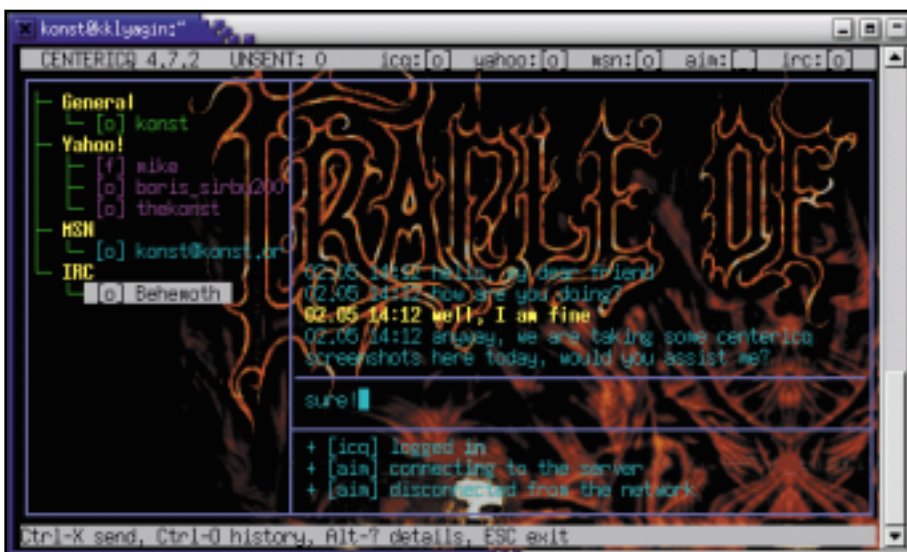 konst@kklyagin:~
CENTERICQ 4.7.2 UNSENT: 0 icq:[o] yahoo:[o] msn:[o] aim:[_] irc:[o]
General
[o] konst
Yahoo!
[f] mike
[o] boris_sirbu200
[o] thekonst
MSN
[o] konst@konst.or
IRC
[o] Behemoth
CRADLE OF
02.05 14:12 hello, my dear friend
02.05 14:12 how are you doing?
02.05 14:12 well, I am fine
02.05 14:12 anyway, we are taking some centericq
screenshots here today, would you assist me?
sure!
+ [icq] logged in
+ [aim] connecting to the server
+ [aim] disconnected from the network
Ctrl-X send, Ctrl-O history, Alt-? details, ESC exit